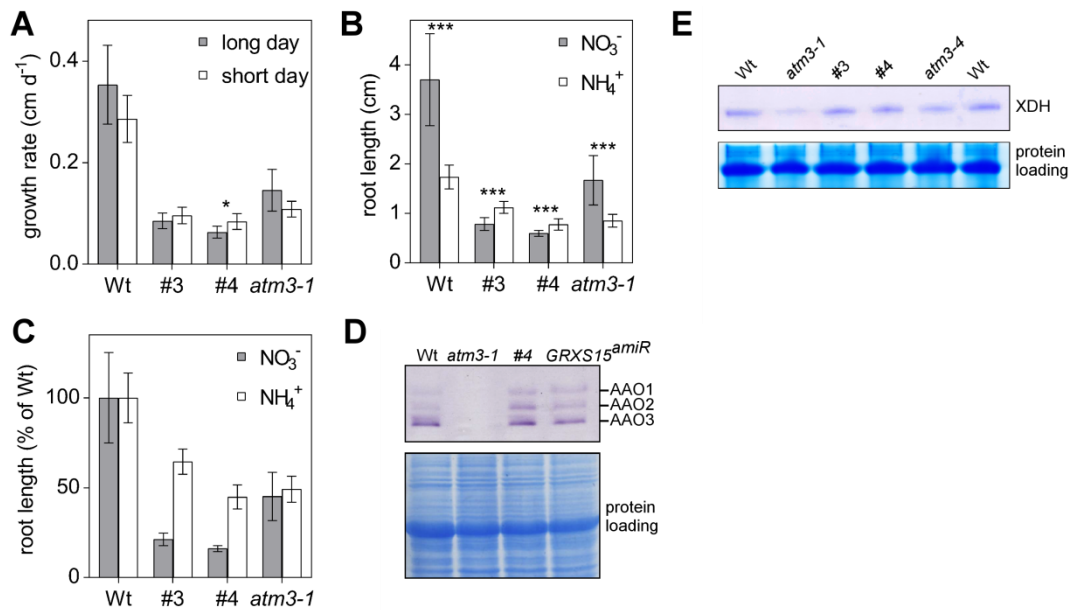 A
growth rate (cm d⁻¹)
0.4
0.2
0.0
long day
short day
*
Wt #3 #4 atm3-1
B
root length (cm)
5
4
3
2
1
0
NO₃⁻
NH₄⁺
***
***
***
***
Wt #3 #4 atm3-1
C
root length (% of Wt)
100
50
0
NO₃⁻
NH₄⁺
Wt #3 #4 atm3-1
D
Wt atm3-1 #4 GRXS15ᵃᵐⁱᴿ
AAO1
AAO2
AAO3
protein
loading
E
Wt atm3-1 #3 #4 atm3-4 Wt
XDH
protein
loading